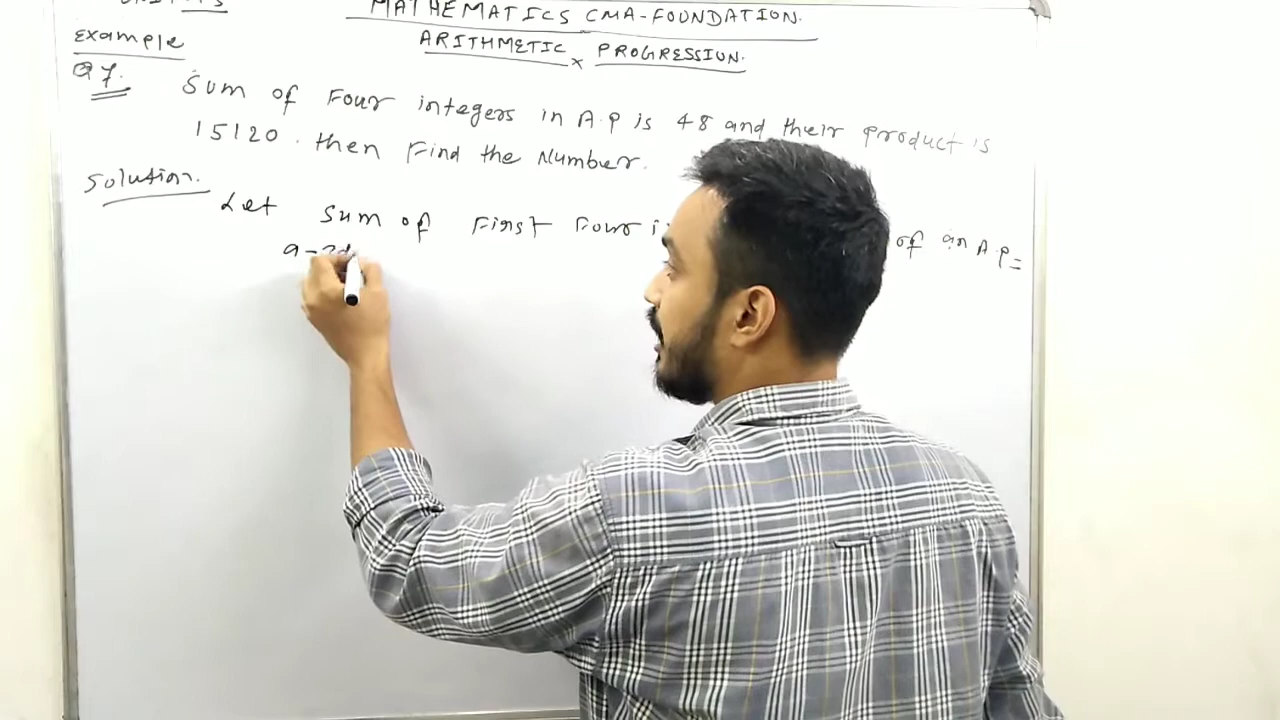 MATHEMATICS CMA-FOUNDATION.
Example
ARITHMETIC PROGRESSION.
Q7. Sum of Four integers in A.P is 48 and their product is
15120. then Find the Number.
Solution.
Let Sum of First Four of an A.P=
a-3d